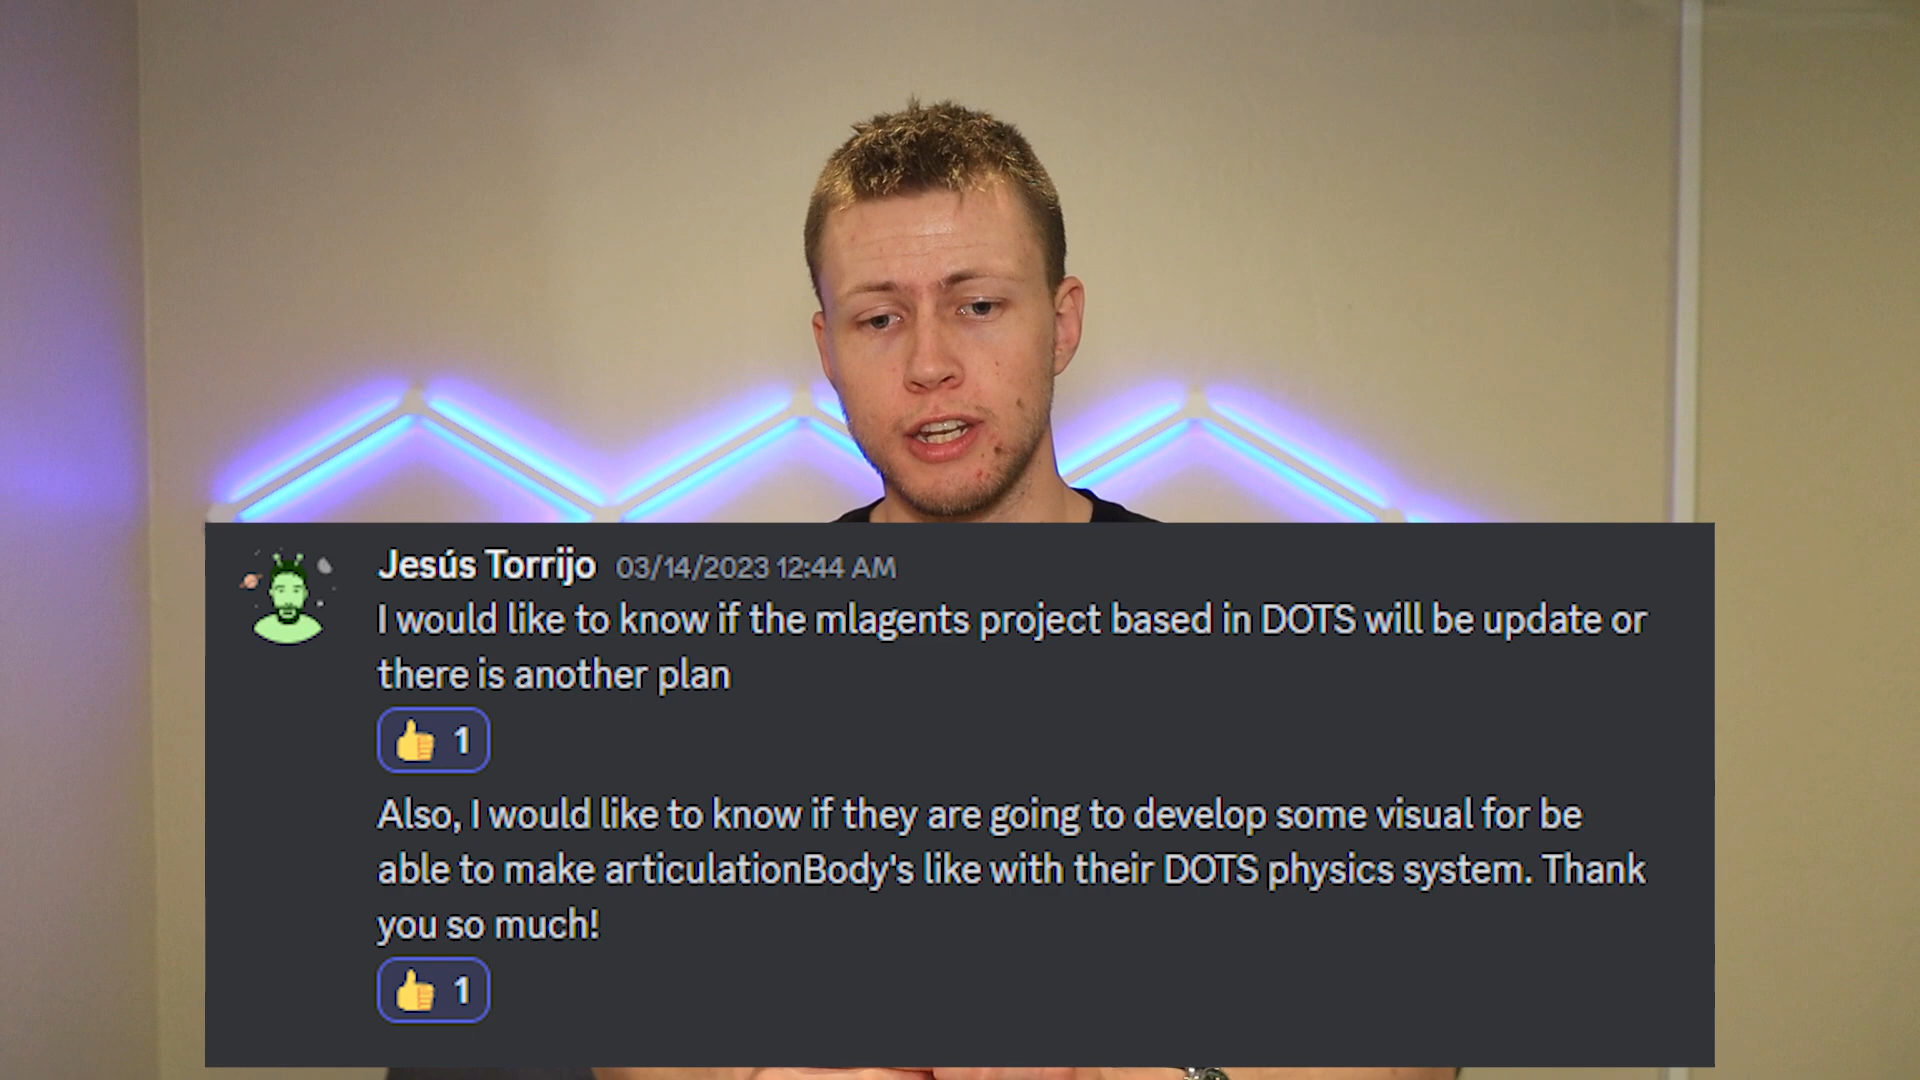 Jesús Torrijo 03/14/2023 12:44 AM
I would like to know if the mlagents project based in DOTS will be update or
there is another plan
👍 1
Also, I would like to know if they are going to develop some visual for be
able to make articulationBody's like with their DOTS physics system. Thank
you so much!
👍 1